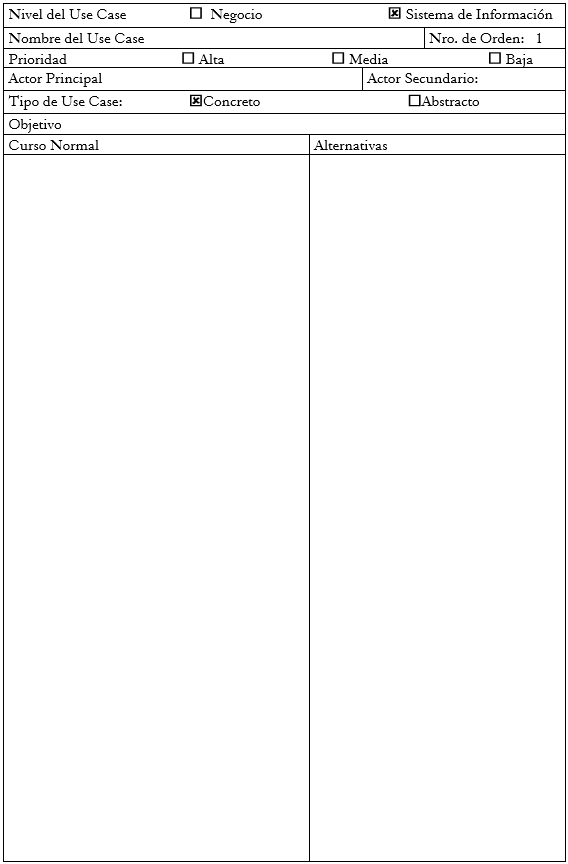 Nivel del Use Case ☐ Negocio ☒ Sistema de Información
Nombre del Use Case Nro. de Orden: 1
Prioridad ☐ Alta ☐ Media ☐ Baja
Actor Principal Actor Secundario:
Tipo de Use Case: ☒Concreto ☐Abstracto
Objetivo
Curso Normal Alternativas